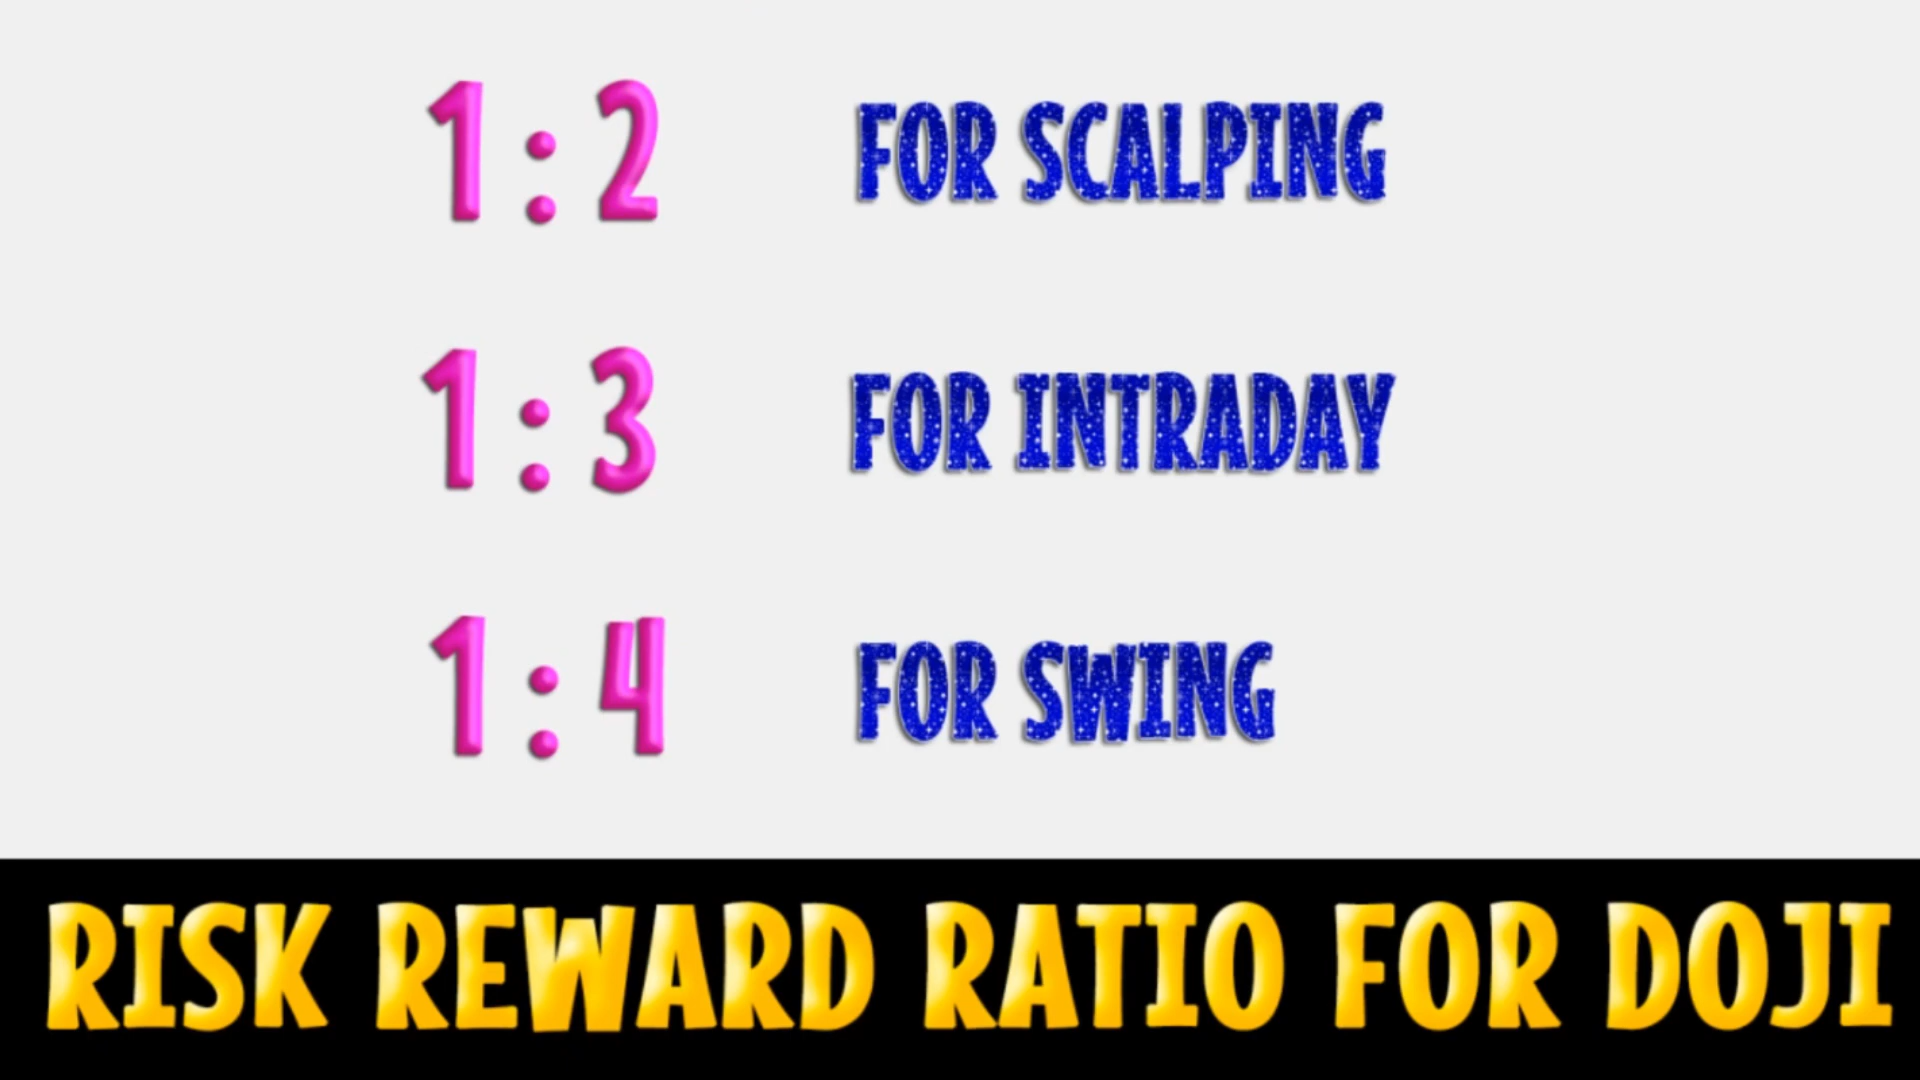 1 : 2 FOR SCALPING
1 : 3 FOR INTRADAY
1 : 4 FOR SWING
RISK REWARD RATIO FOR DOJI